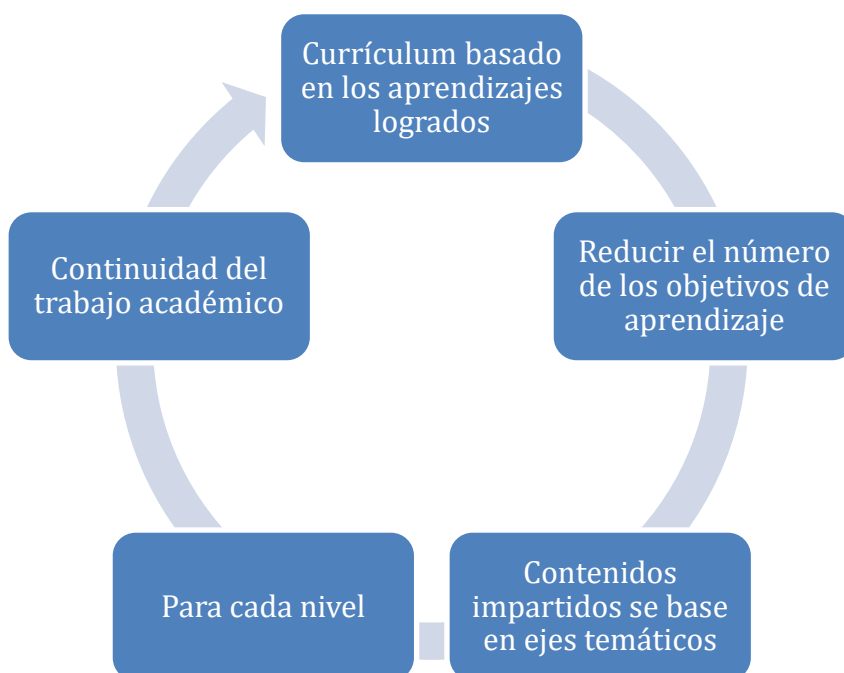 Currículum basado
en los aprendizajes
logrados
Reducir el número
de los objetivos de
aprendizaje
Contenidos
impartidos se base
en ejes temáticos
Para cada nivel
Continuidad del
trabajo académico